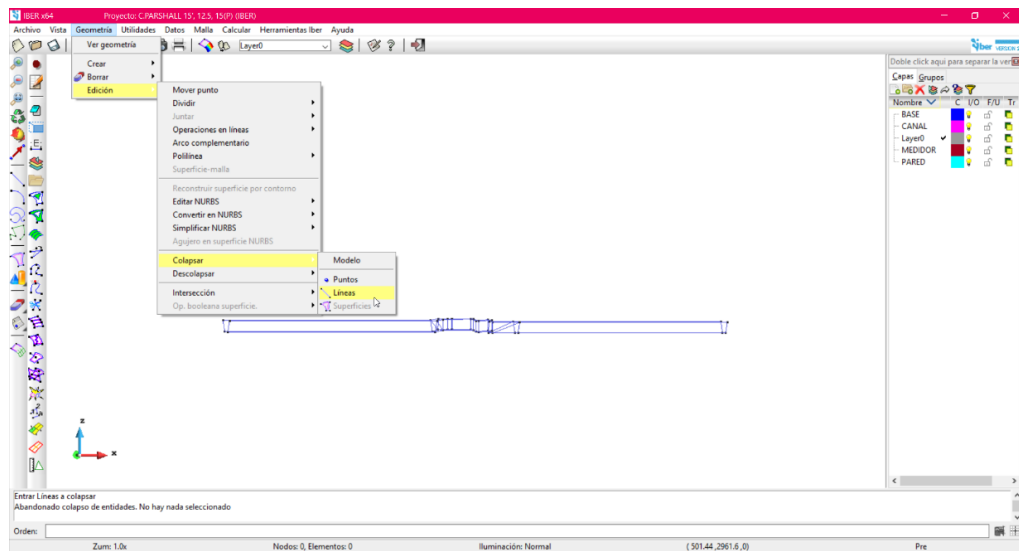 IBER x64 Proyecto: C.PARSHALL 15', 12.5, 15(P) (IBER)
Archivo Vista Geometría Utilidades Datos Malla Calcular Herramientas Iber Ayuda
Layer0
Iber
Ver geometría
Crear
Borrar
Edición
Mover punto
Dividir
Juntar
Operaciones en líneas
Arco complementario
Polilínea
Superficie-malla
Reconstruir superficie por contorno
Editar NURBS
Convertir en NURBS
Simplificar NURBS
Agujero en superficie NURBS
Colapsar
Descolapsar
Intersección
Op. booleana superficie.
Modelo
Puntos
Líneas
Superficies
Doble click aqui para separar la ver
Capas Grupos
Nombre C I/O F/U Tr
BASE
CANAL
Layer0
MEDIDOR
PARED
z
x
Entrar Líneas a colapsar
Abandonado colapso de entidades. No hay nada seleccionado
Orden:
Zum: 1.0x Nodos: 0, Elementos: 0 Iluminación: Normal ( 501.44 ,2961.6 ,0) Pre